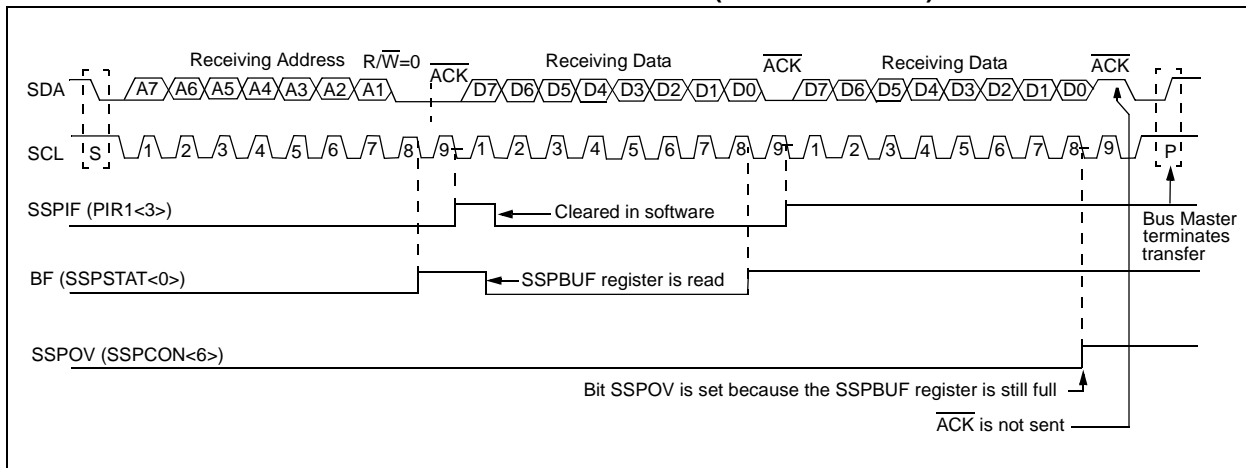 Receiving Address R/W̅=0 A̅C̅K̅ Receiving Data A̅C̅K̅ Receiving Data A̅C̅K̅
SDA A7 A6 A5 A4 A3 A2 A1 D7 D6 D5 D4 D3 D2 D1 D0 D7 D6 D5 D4 D3 D2 D1 D0
SCL S 1 2 3 4 5 6 7 8 9 1 2 3 4 5 6 7 8 9 1 2 3 4 5 6 7 8 9 P
SSPIF (PIR1<3>) Cleared in software
Bus Master
terminates
transfer
BF (SSPSTAT<0>) SSPBUF register is read
SSPOV (SSPCON<6>)
Bit SSPOV is set because the SSPBUF register is still full
A̅C̅K̅ is not sent